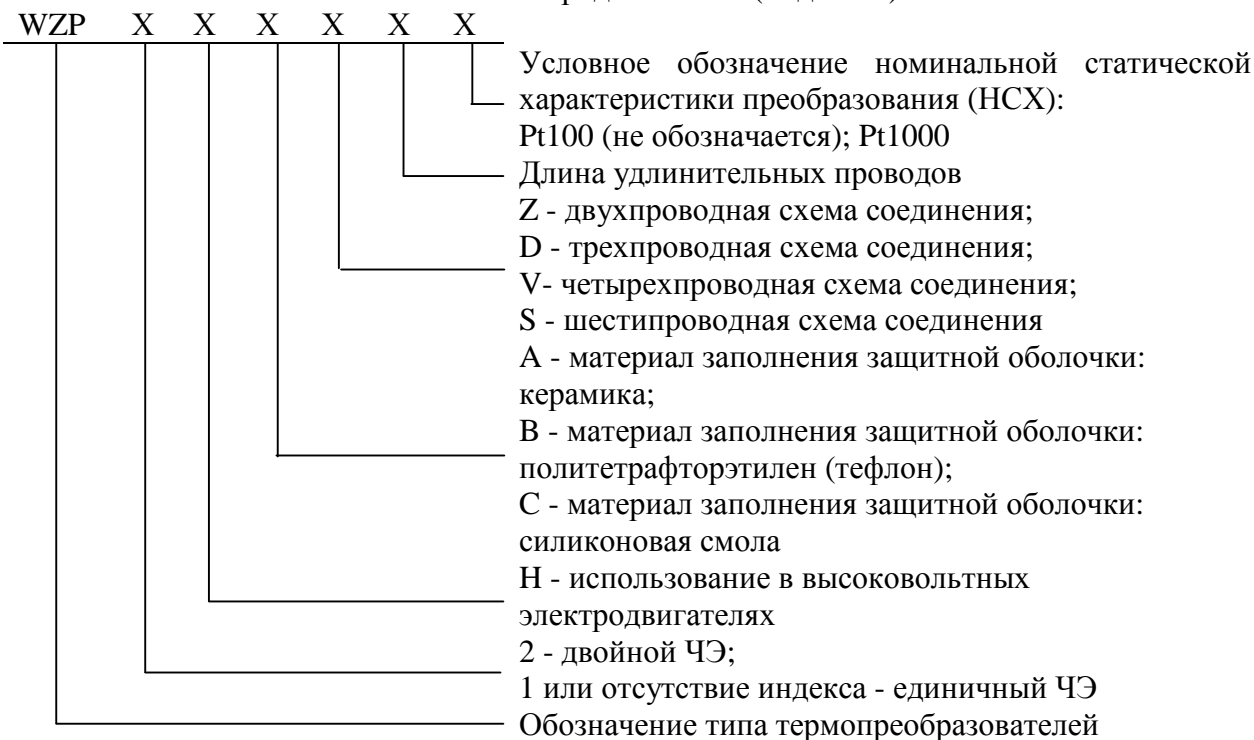 WZP X X X X X X
Условное обозначение номинальной статической
характеристики преобразования (НСХ):
Pt100 (не обозначается); Pt1000
Длина удлинительных проводов
Z - двухпроводная схема соединения;
D - трехпроводная схема соединения;
V- четырехпроводная схема соединения;
S - шестипроводная схема соединения
A - материал заполнения защитной оболочки:
керамика;
B - материал заполнения защитной оболочки:
политетрафторэтилен (тефлон);
C - материал заполнения защитной оболочки:
силиконовая смола
H - использование в высоковольтных
электродвигателях
2 - двойной ЧЭ;
1 или отсутствие индекса - единичный ЧЭ
Обозначение типа термопреобразователей